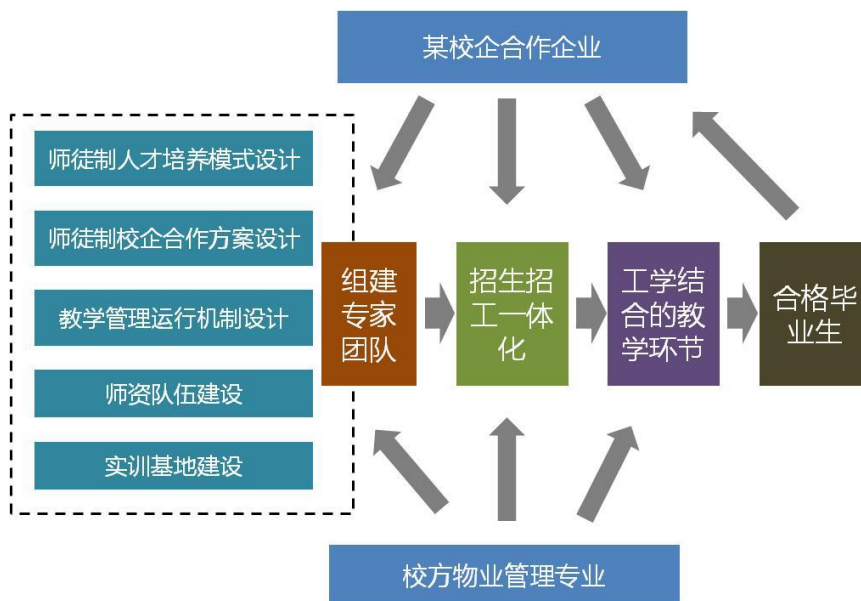 某校企合作企业
师徒制人才培养模式设计
师徒制校企合作方案设计
教学管理运行机制设计
师资队伍建设
实训基地建设
组建
专家
团队
招生招
工一体
化
工学结
合的教
学环节
合格毕
业生
校方物业管理专业